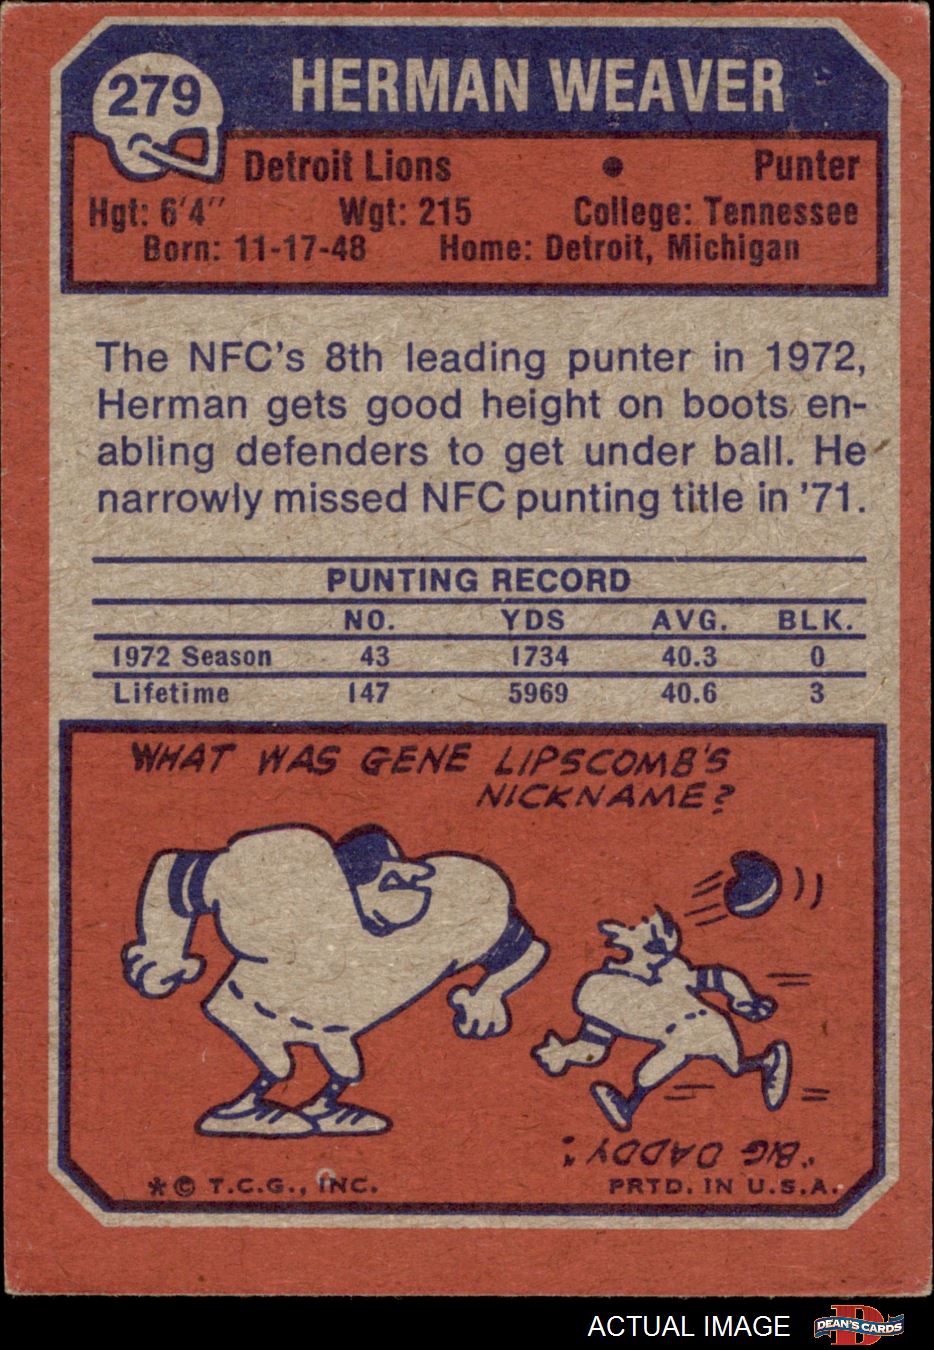 279
HERMAN WEAVER
Detroit Lions • Punter
Hgt: 6'4" Wgt: 215 College: Tennessee
Born: 11-17-48 Home: Detroit, Michigan
The NFC's 8th leading punter in 1972,
Herman gets good height on boots en-
abling defenders to get under ball. He
narrowly missed NFC punting title in '71.
PUNTING RECORD
NO. YDS AVG. BLK.
1972 Season 43 1734 40.3 0
Lifetime 147 5969 40.6 3
WHAT WAS GENE LIPSCOMB'S
NICKNAME?
"BIG DADDY".
* © T.C.G., INC. PRTD. IN U.S.A.
ACTUAL IMAGE
DEAN'S CARDS